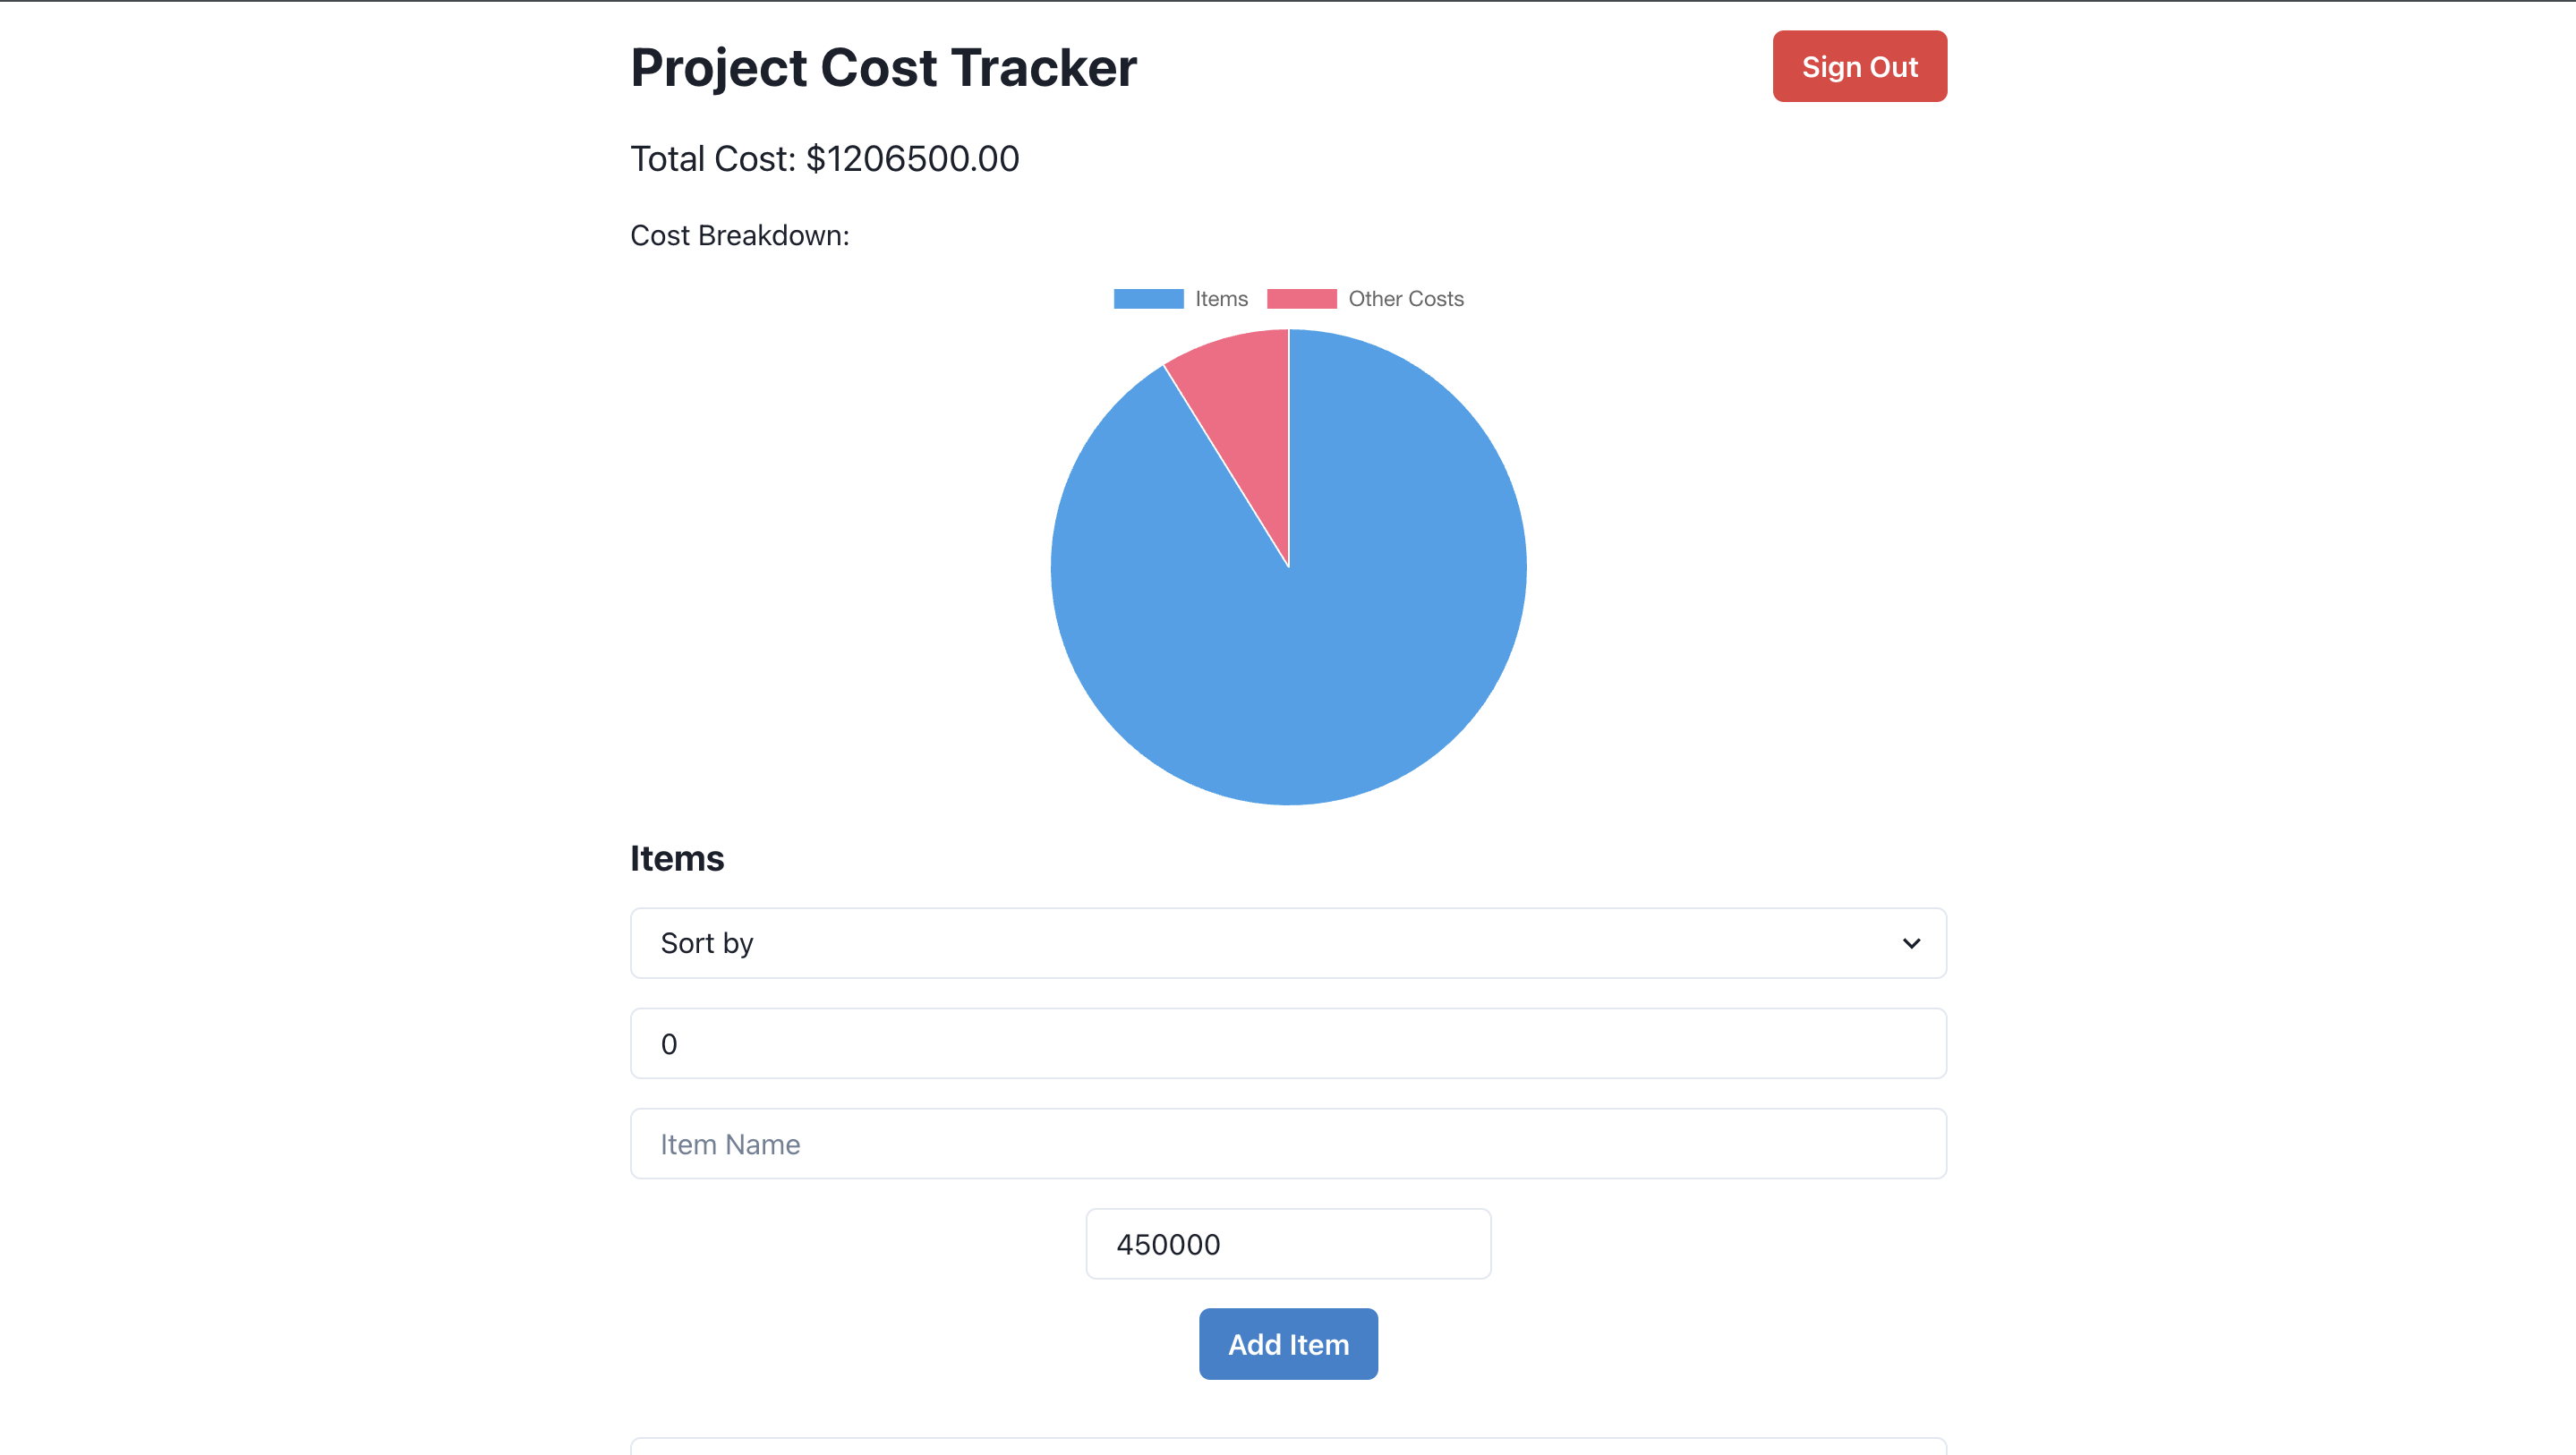 Project Cost Tracker
Sign Out
Total Cost: $1206500.00
Cost Breakdown:
Items
Other Costs
Items
Sort by
0
Item Name
450000
Add Item